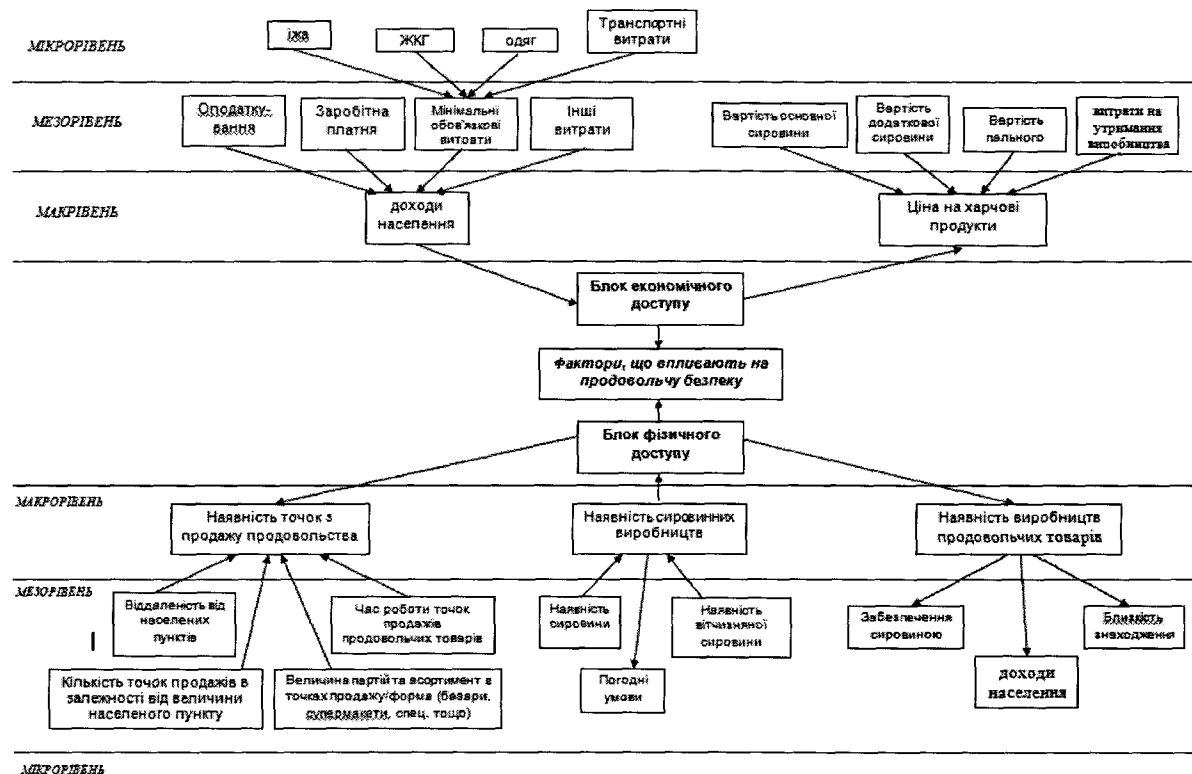 МІКРОРІВЕНЬ
їжа
ЖКГ
одяг
Транспортні
витрати
МЕЗОРІВЕНЬ
Оподатку-
вання
Заробітна
платня
Мінімальні
обов'язкові
витовти
Інші
витрати
Вартість основної
сировини
Вартість
додаткової
сировини
Вартість
пального
витрати на
утримання
виробництва
МАКРІВЕНЬ
доходи
населення
Ціна на харчові
продукти
Блок економічного
доступу
Фактори, що впливають на
продовольчу безпеку
Блок фізичного
доступу
МАКРОРІВЕНЬ
Наявність точок з
продажу продовольства
Наявність сировинних
виробництв
Наявність виробництв
продовольчих товарів
МЕЗОРІВЕНЬ
Віддаленість від
населених
пунктів
Час роботи точок
продажів
продовольчих товарів
Наявність
сировини
Наявність
вітчизняної
сировини
Забезпечення
сировиною
Близкість
знаходження
Кількість точок продажів в
залежності від величини
населеного пункту
Величина партій та асортимент в
точках продажу/форма (базари,
супермакети, спец. тощо)
Погодні
умови
доходи
населення
МІКРОРІВЕНЬ